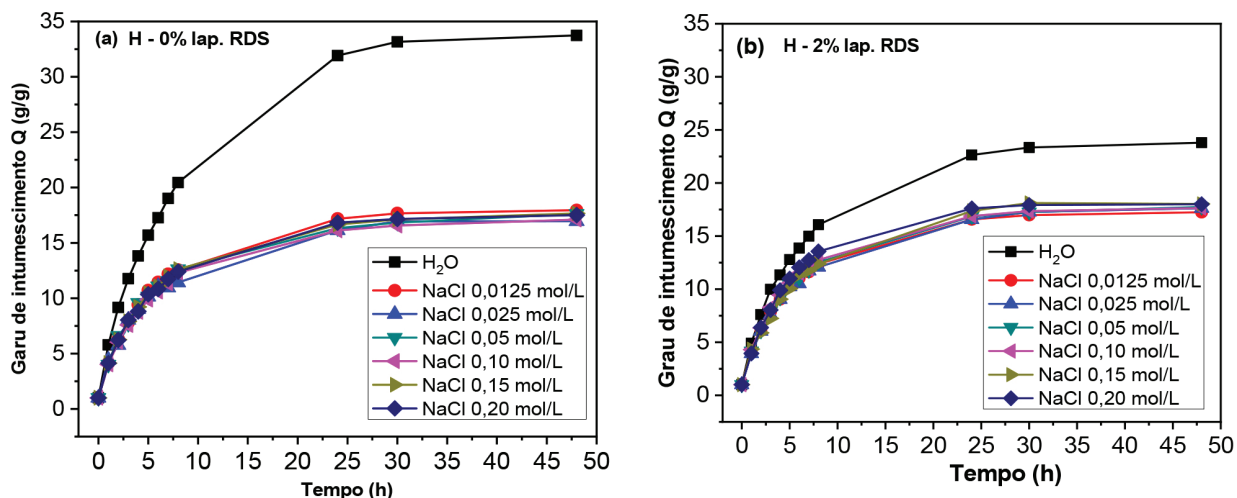 (a) H - 0% lap. RDS
Garu de intumescimento Q (g/g)
35
30
25
20
15
10
5
0
H₂O
NaCl 0,0125 mol/L
NaCl 0,025 mol/L
NaCl 0,05 mol/L
NaCl 0,10 mol/L
NaCl 0,15 mol/L
NaCl 0,20 mol/L
0 5 10 15 20 25 30 35 40 45 50
Tempo (h)
(b) H - 2% lap. RDS
Grau de intumescimento Q (g/g)
35
30
25
20
15
10
5
0
H₂O
NaCl 0,0125 mol/L
NaCl 0,025 mol/L
NaCl 0,05 mol/L
NaCl 0,10 mol/L
NaCl 0,15 mol/L
NaCl 0,20 mol/L
0 5 10 15 20 25 30 35 40 45 50
Tempo (h)